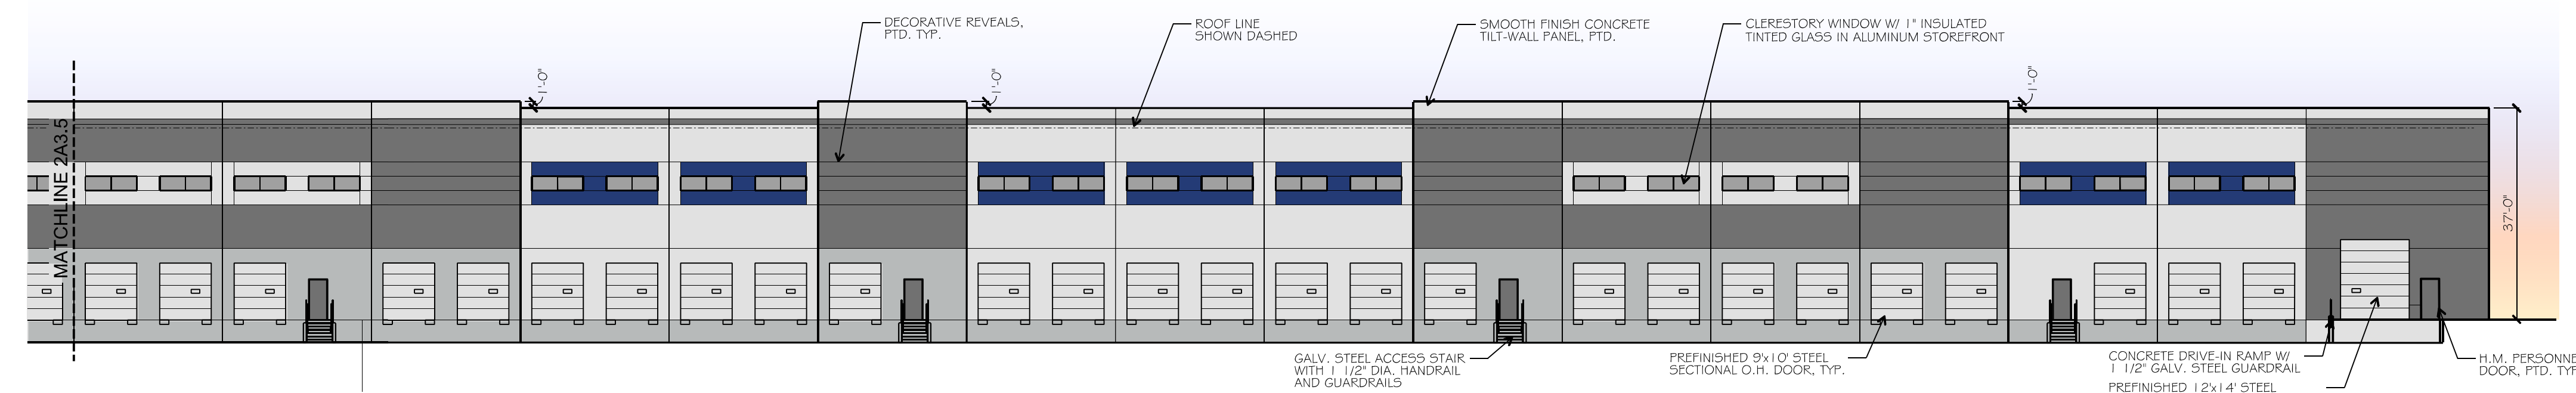 DECORATIVE REVEALS,
PTD. TYP.
ROOF LINE
SHOWN DASHED
SMOOTH FINISH CONCRETE
TILT-WALL PANEL, PTD.
CLERESTORY WINDOW W/ 1" INSULATED
TINTED GLASS IN ALUMINUM STOREFRONT
1'-0"
1'-0"
1'-0"
MATCHLINE 2A3.5
37'-0"
GALV. STEEL ACCESS STAIR
WITH 1 1/2" DIA. HANDRAIL
AND GUARDRAILS
PREFINISHED 9'x10' STEEL
SECTIONAL O.H. DOOR, TYP.
CONCRETE DRIVE-IN RAMP W/
1 1/2" GALV. STEEL GUARDRAIL
PREFINISHED 12'x14' STEEL
H.M. PERSONNE
DOOR, PTD. TYP